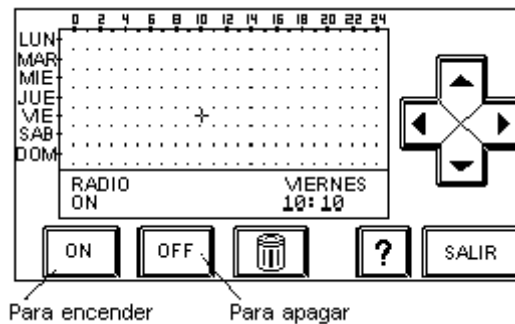 0 2 4 6 8 10 12 14 16 18 20 22 24
LUN
MAR
MIE
JUE
VIE
SAB
DOM
RADIO VIERNES
ON 10:10
ON OFF ? SALIR
Para encender Para apagar